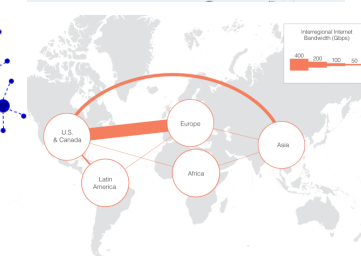 Interregional Internet
Bandwidth (Gbps)
400
200
100
50
U.S.
& Canada
Europe
Asia
Africa
Latin
America